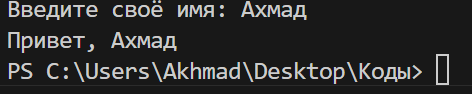 Введите своё имя: Ахмад
Привет, Ахмад
PS C:\Users\Akhmad\Desktop\Коды>